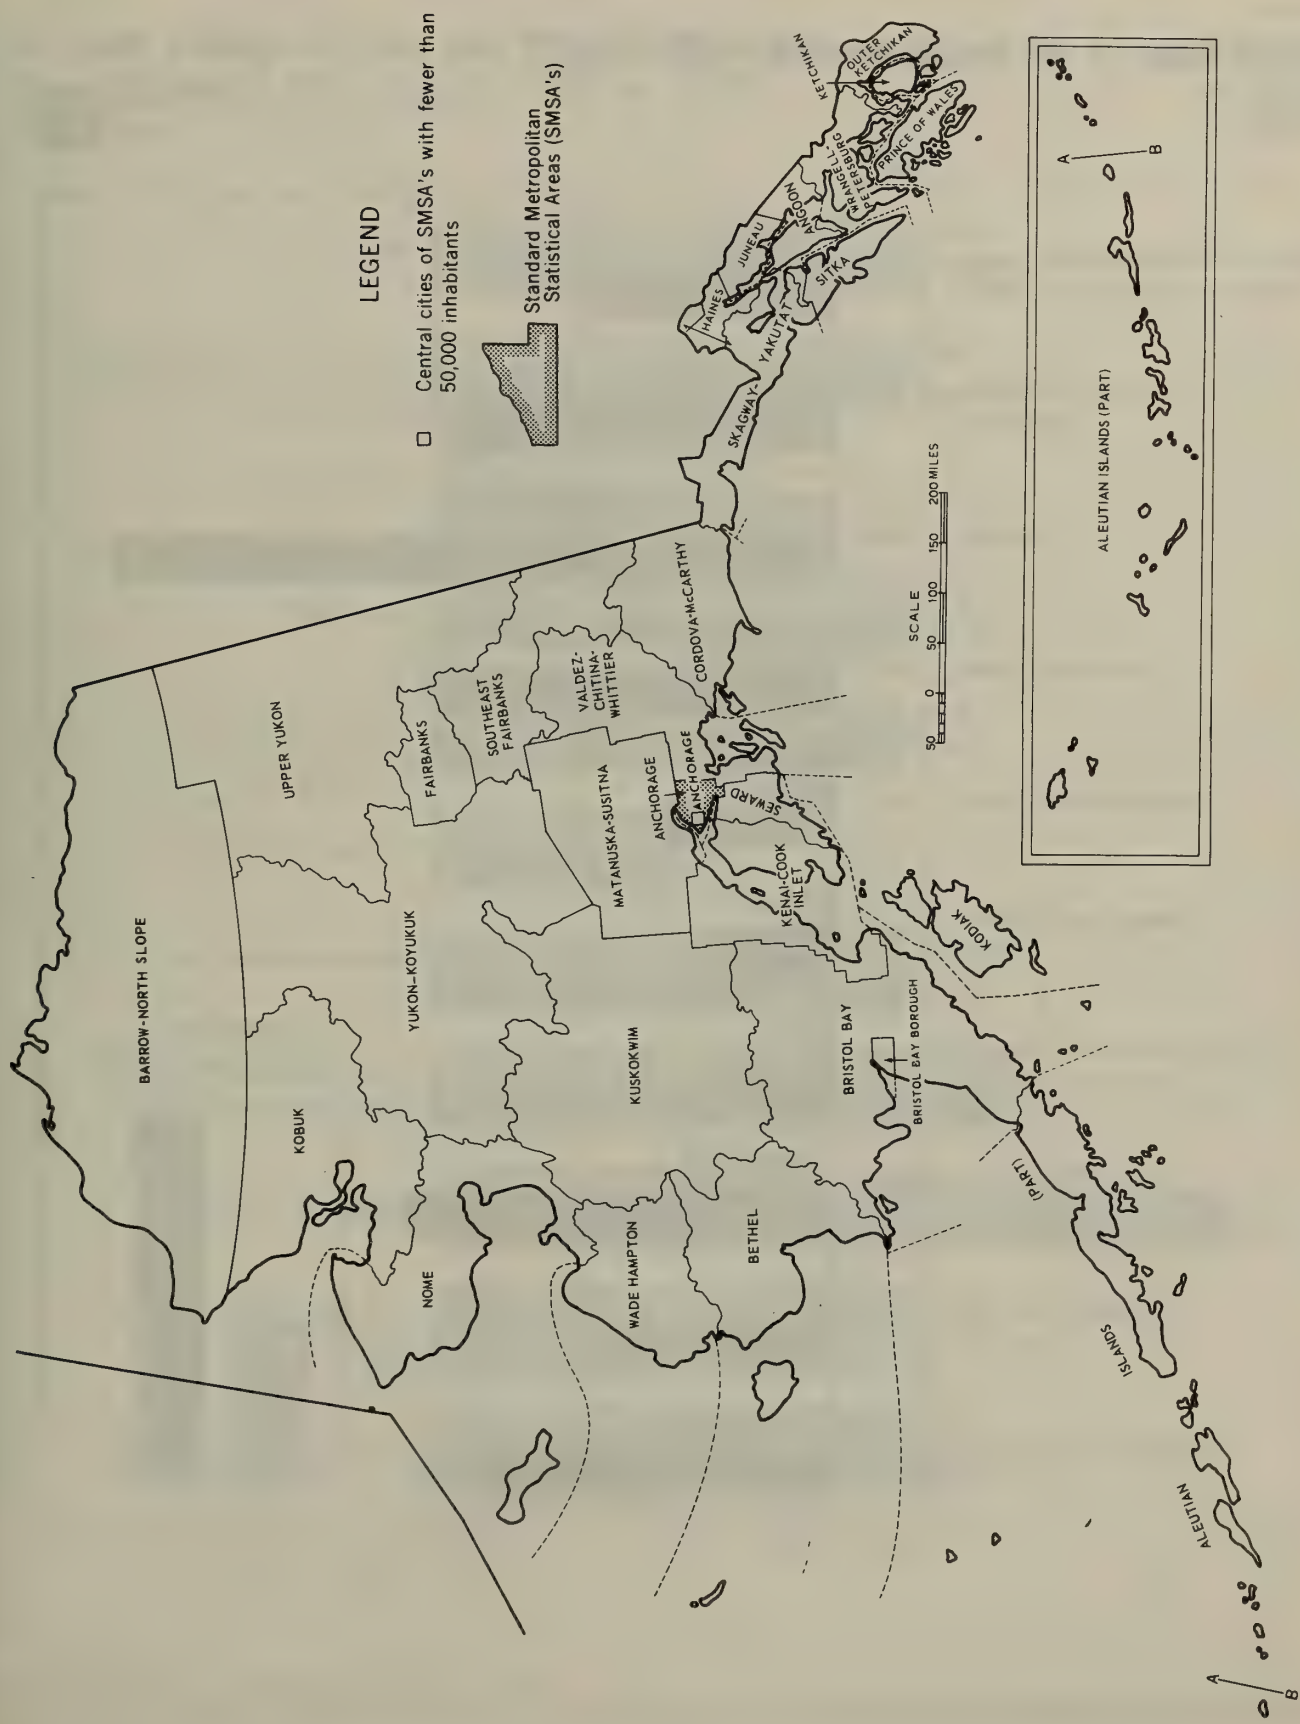 LEGEND
Central cities of SMSA's with fewer than
50,000 inhabitants
Standard Metropolitan
Statistical Areas (SMSA's)
BARROW-NORTH SLOPE
KOBUK
UPPER YUKON
YUKON-KOYUKUK
NOME
FAIRBANKS
SOUTHEAST
FAIRBANKS
WADE HAMPTON
KUSKOKWIM
MATANUSKA-SUSITNA
VALDEZ-
CHITINA-
WHITTIER
CORDOVA-McCARTHY
ANCHORAGE
ANCHORAGE
BETHEL
BRISTOL BAY
BRISTOL BAY BOROUGH
KENAI-COOK
INLET
SEWARD
KODIAK
SKAGWAY-
YAKUTAT
HAINES
JUNEAU
ANGOON
SITKA
WRANGELL-
PETERSBURG
PRINCE OF WALES
KETCHIKAN
OUTER
KETCHIKAN
ALEUTIAN
ISLANDS
(PART)
A
B
SCALE
50 0 50 100 150 200 MILES
ALEUTIAN ISLANDS (PART)
A
B